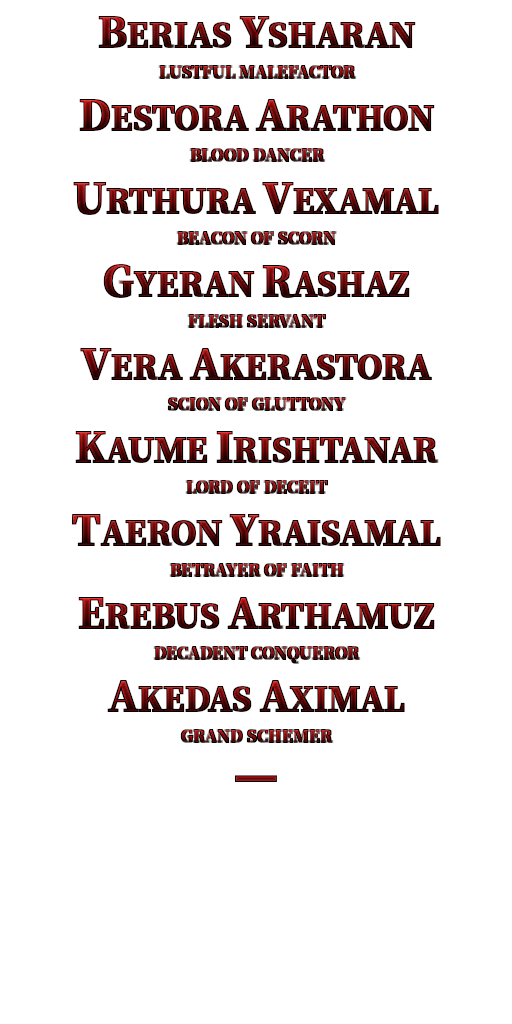 Berias Ysharan
LUSTFUL MALEFACTOR
Destora Arathon
BLOOD DANCER
Urthura Vexamal
BEACON OF SCORN
Gyeran Rashaz
FLESH SERVANT
Vera Akerastora
SCION OF GLUTTONY
Kaume Irishtanar
LORD OF DECEIT
Taeron Yraisamal
BETRAYER OF FAITH
Erebus Arthamuz
DECADENT CONQUEROR
Akedas Aximal
GRAND SCHEMER
—